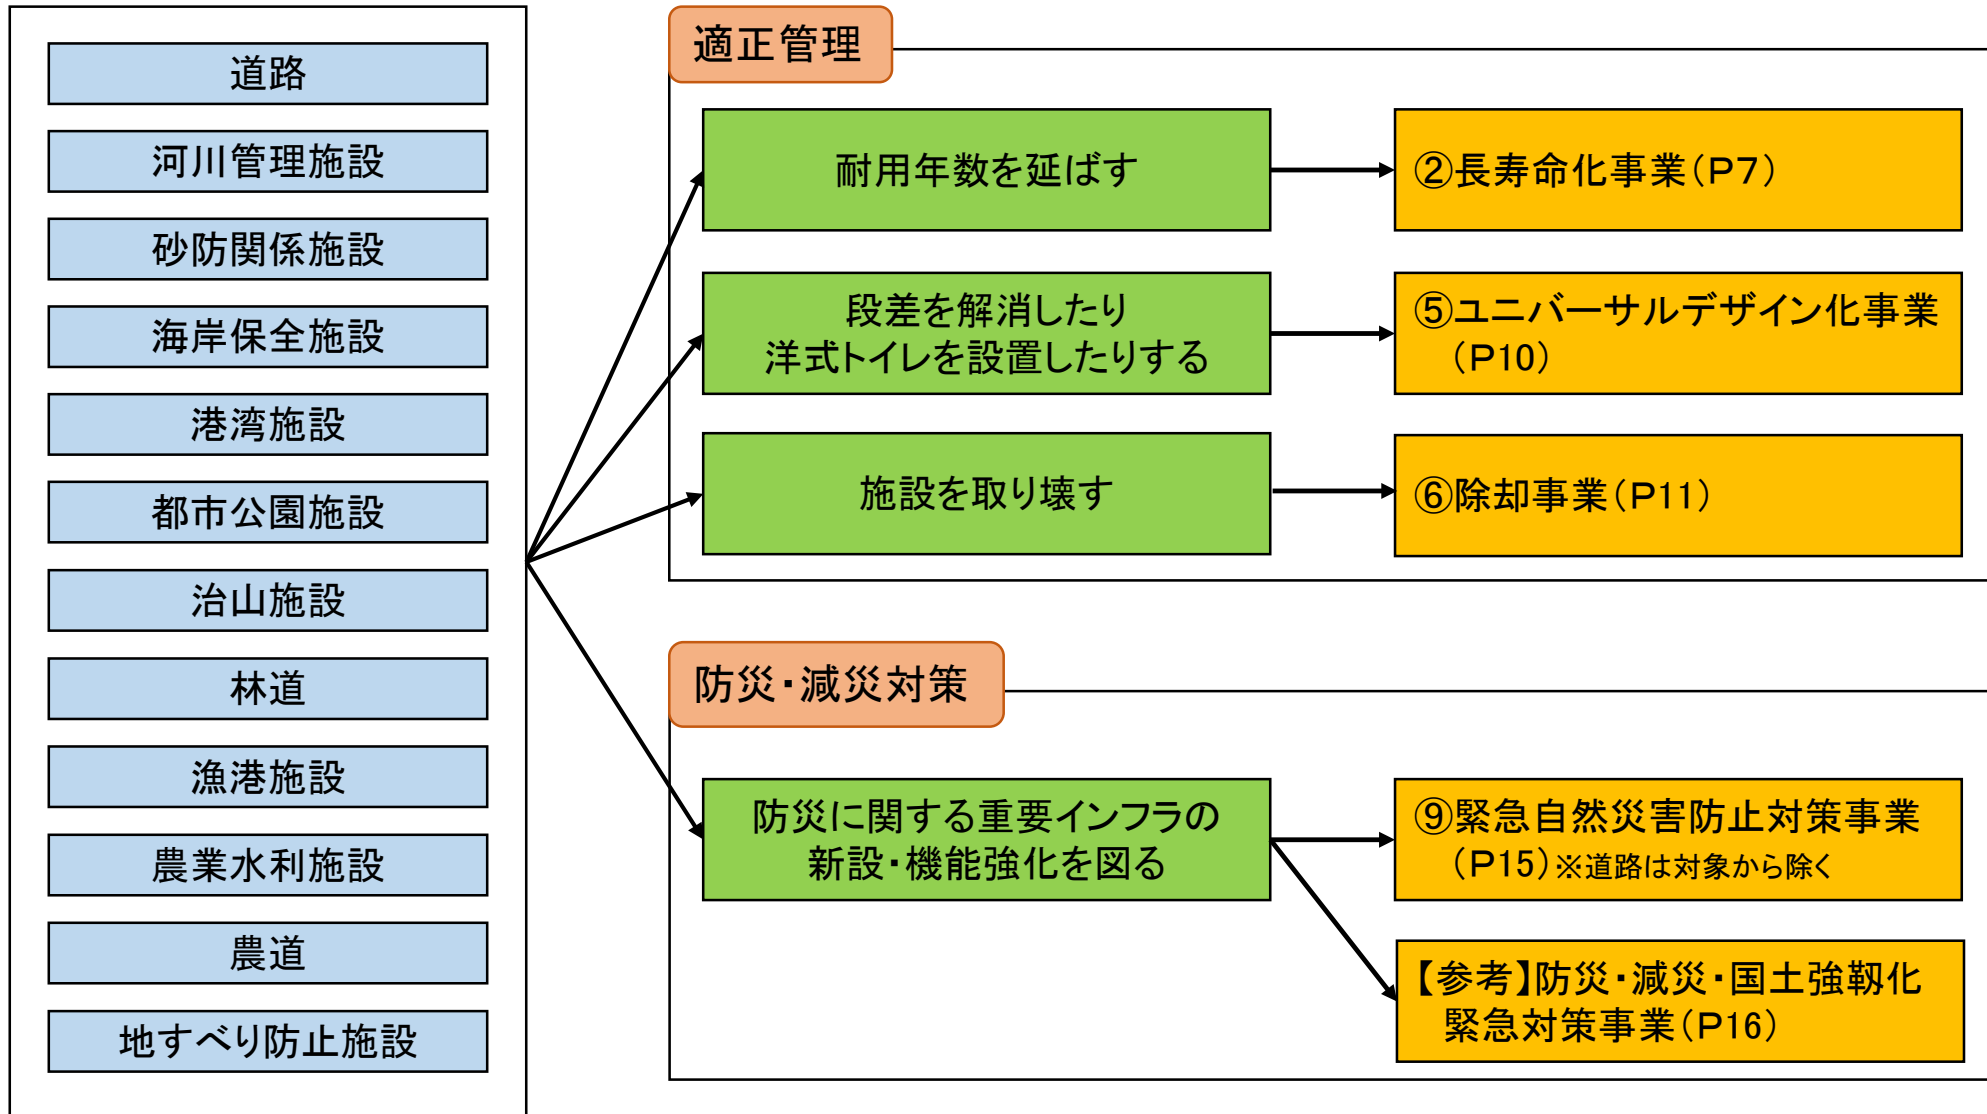 道路
河川管理施設
砂防関係施設
海岸保全施設
港湾施設
都市公園施設
治山施設
林道
漁港施設
農業水利施設
農道
地すべり防止施設
適正管理
耐用年数を延ばす
②長寿命化事業(P7)
段差を解消したり
洋式トイレを設置したりする
⑤ユニバーサルデザイン化事業
(P10)
施設を取り壊す
⑥除却事業(P11)
防災・減災対策
防災に関する重要インフラの
新設・機能強化を図る
⑨緊急自然災害防止対策事業
(P15)※道路は対象から除く
【参考】防災・減災・国土強靱化
緊急対策事業(P16)